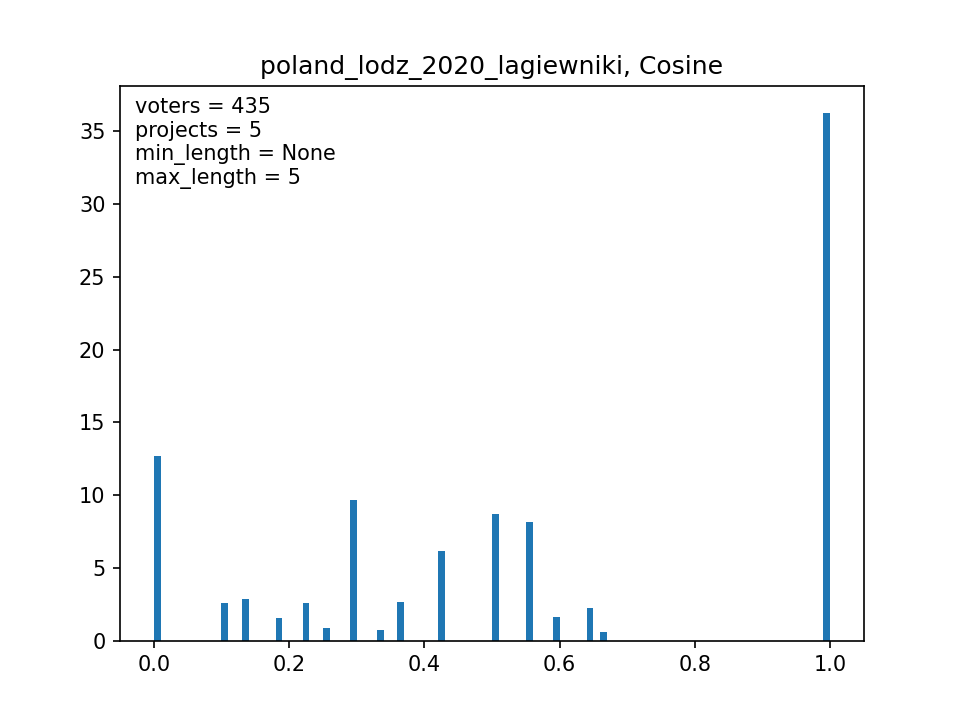 poland_lodz_2020_lagiewniki, Cosine
voters = 435
projects = 5
min_length = None
max_length = 5
35
30
25
20
15
10
5
0
0.0 0.2 0.4 0.6 0.8 1.0